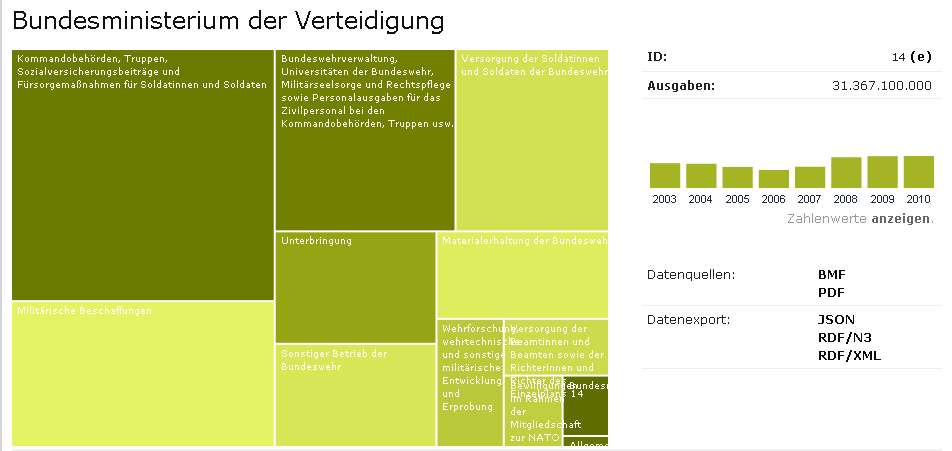 Bundesministerium der Verteidigung
Kommandobehörden, Truppen,
Sozialversicherungsbeiträge und
Fürsorgemaßnahmen für Soldatinnen und Soldaten
Bundeswehrverwaltung,
Universitäten der Bundeswehr,
Militärseelsorge und Rechtspflege
sowie Personalausgaben für das
Zivilpersonal bei den
Kommandobehörden, Truppen usw.
Versorgung der Soldatinnen
und Soldaten der Bundeswehr
Unterbringung
Materialerhaltung der Bundesweh
Militärische Beschaffungen
Sonstiger Betrieb der
Bundeswehr
Wehrforschung,
wehrtechnische
und sonstige
militärische
Entwicklung
und
Erprobung
Versorgung der
Beamtinnen und
Beamten sowie der
Richterinnen und
Richter des
Einzelplans 14
Bewilligungen
im Rahmen
der
Mitgliedschaft
zur NATO
Bundes
Allgeme
ID: 14 (e)
Ausgaben: 31.367.100.000
2003 2004 2005 2006 2007 2008 2009 2010
Zahlenwerte anzeigen.
Datenquellen: BMF
PDF
Datenexport: JSON
RDF/N3
RDF/XML